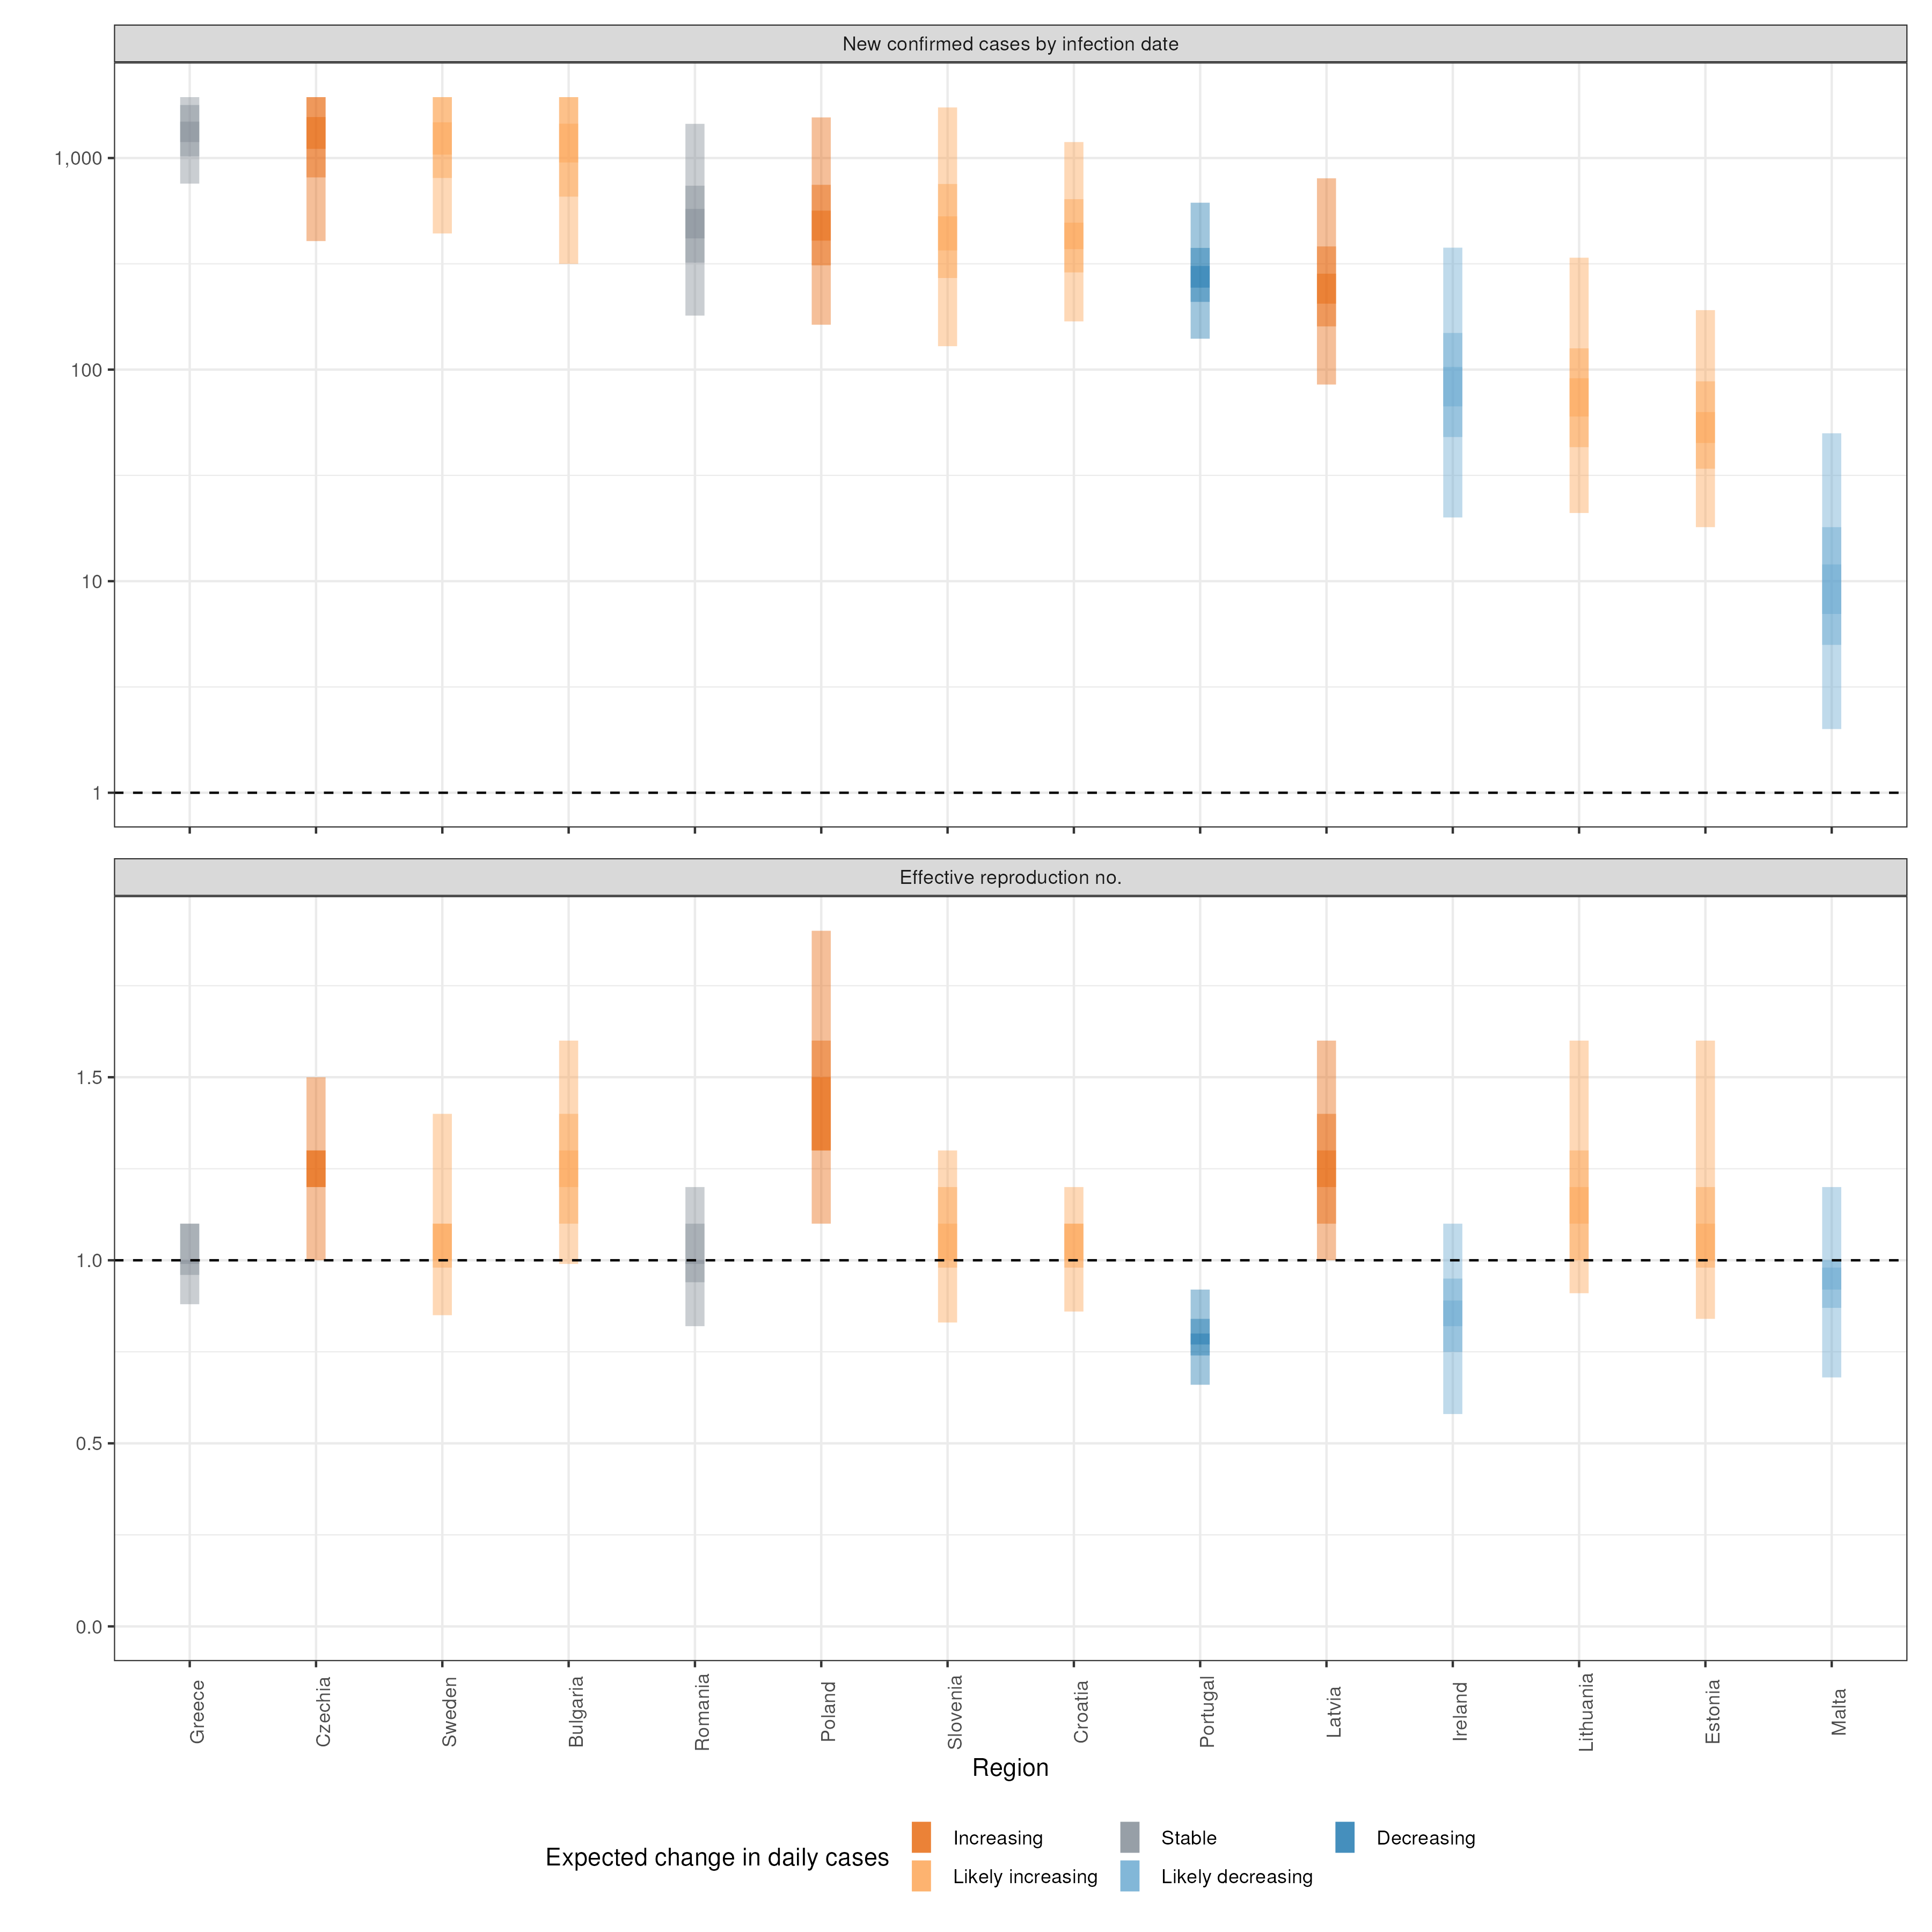 New confirmed cases by infection date
1,000
100
10
1
Effective reproduction no.
1.5
1.0
0.5
0.0
Greece
Czechia
Sweden
Bulgaria
Romania
Poland
Slovenia
Croatia
Portugal
Latvia
Ireland
Lithuania
Estonia
Malta
Region
Expected change in daily cases
Increasing
Stable
Decreasing
Likely increasing
Likely decreasing